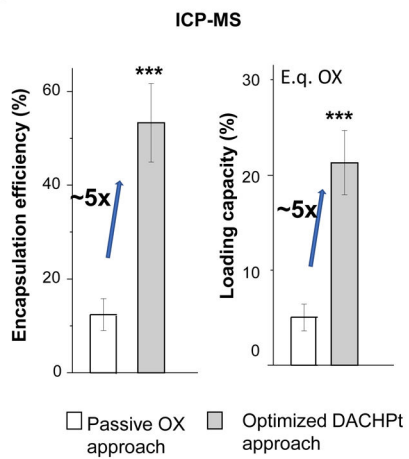 ICP-MS
Encapsulation efficiency (%)
60
40
20
0
***
~5x
Loading capacity (%)
30
20
10
0
E.q. OX
***
~5x
Passive OX
approach
Optimized DACHPt
approach